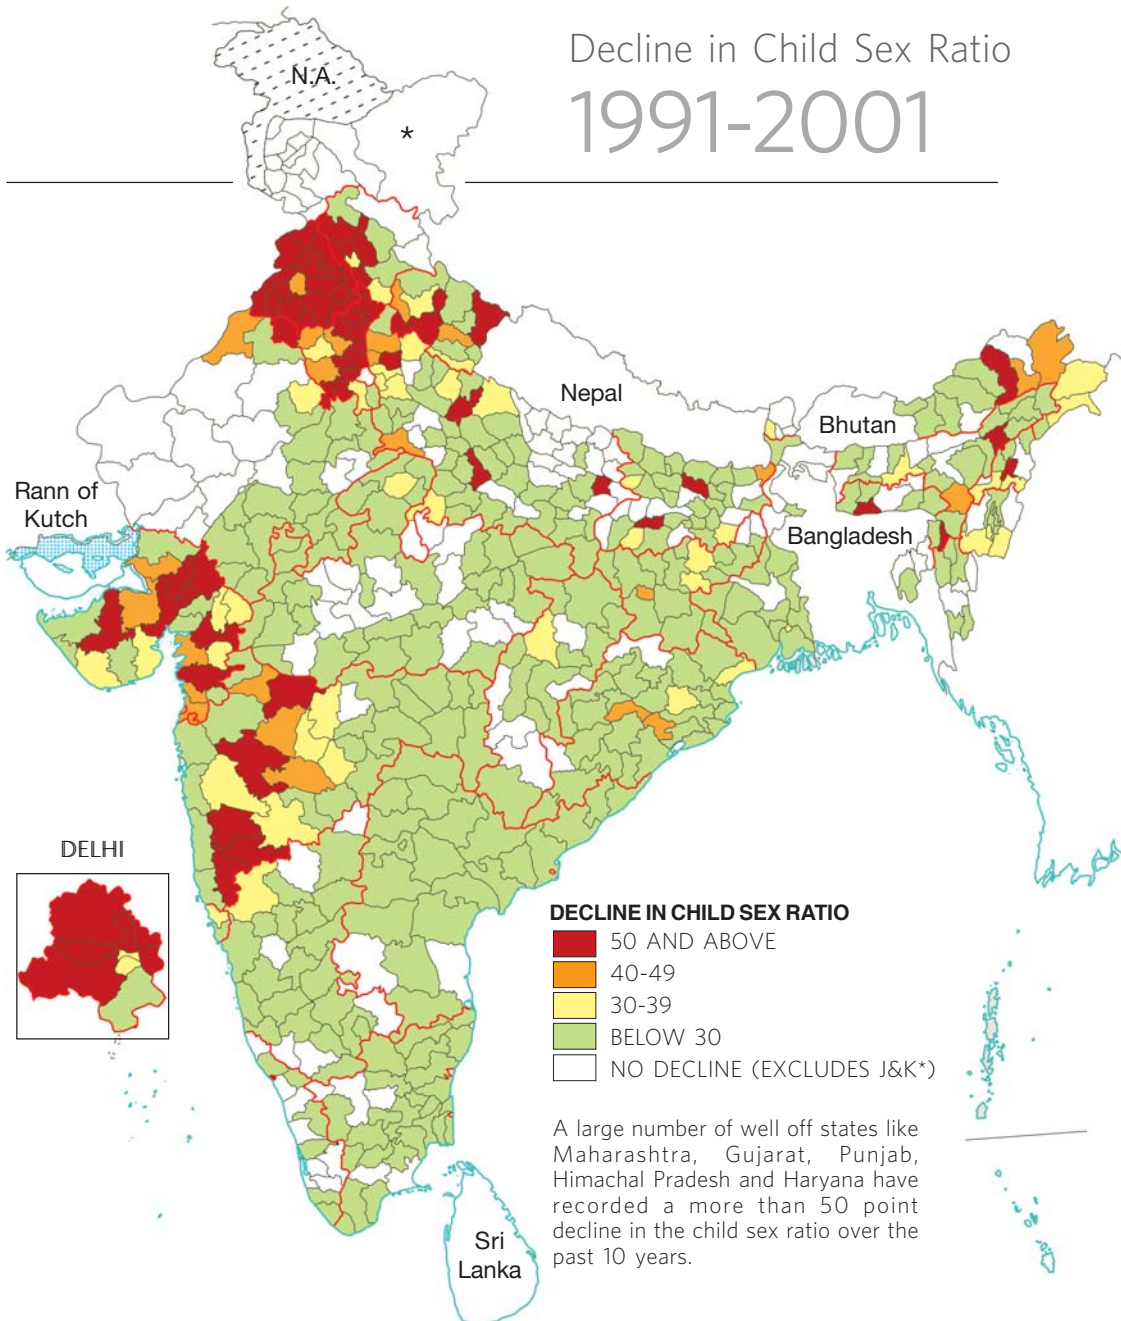 Decline in Child Sex Ratio
1991-2001
N.A.
*
Nepal
Bhutan
Rann of
Kutch
Bangladesh
DELHI
DECLINE IN CHILD SEX RATIO
50 AND ABOVE
40-49
30-39
BELOW 30
NO DECLINE (EXCLUDES J&K*)
A large number of well off states like
Maharashtra, Gujarat, Punjab,
Himachal Pradesh and Haryana have
recorded a more than 50 point
decline in the child sex ratio over the
past 10 years.
Sri
Lanka